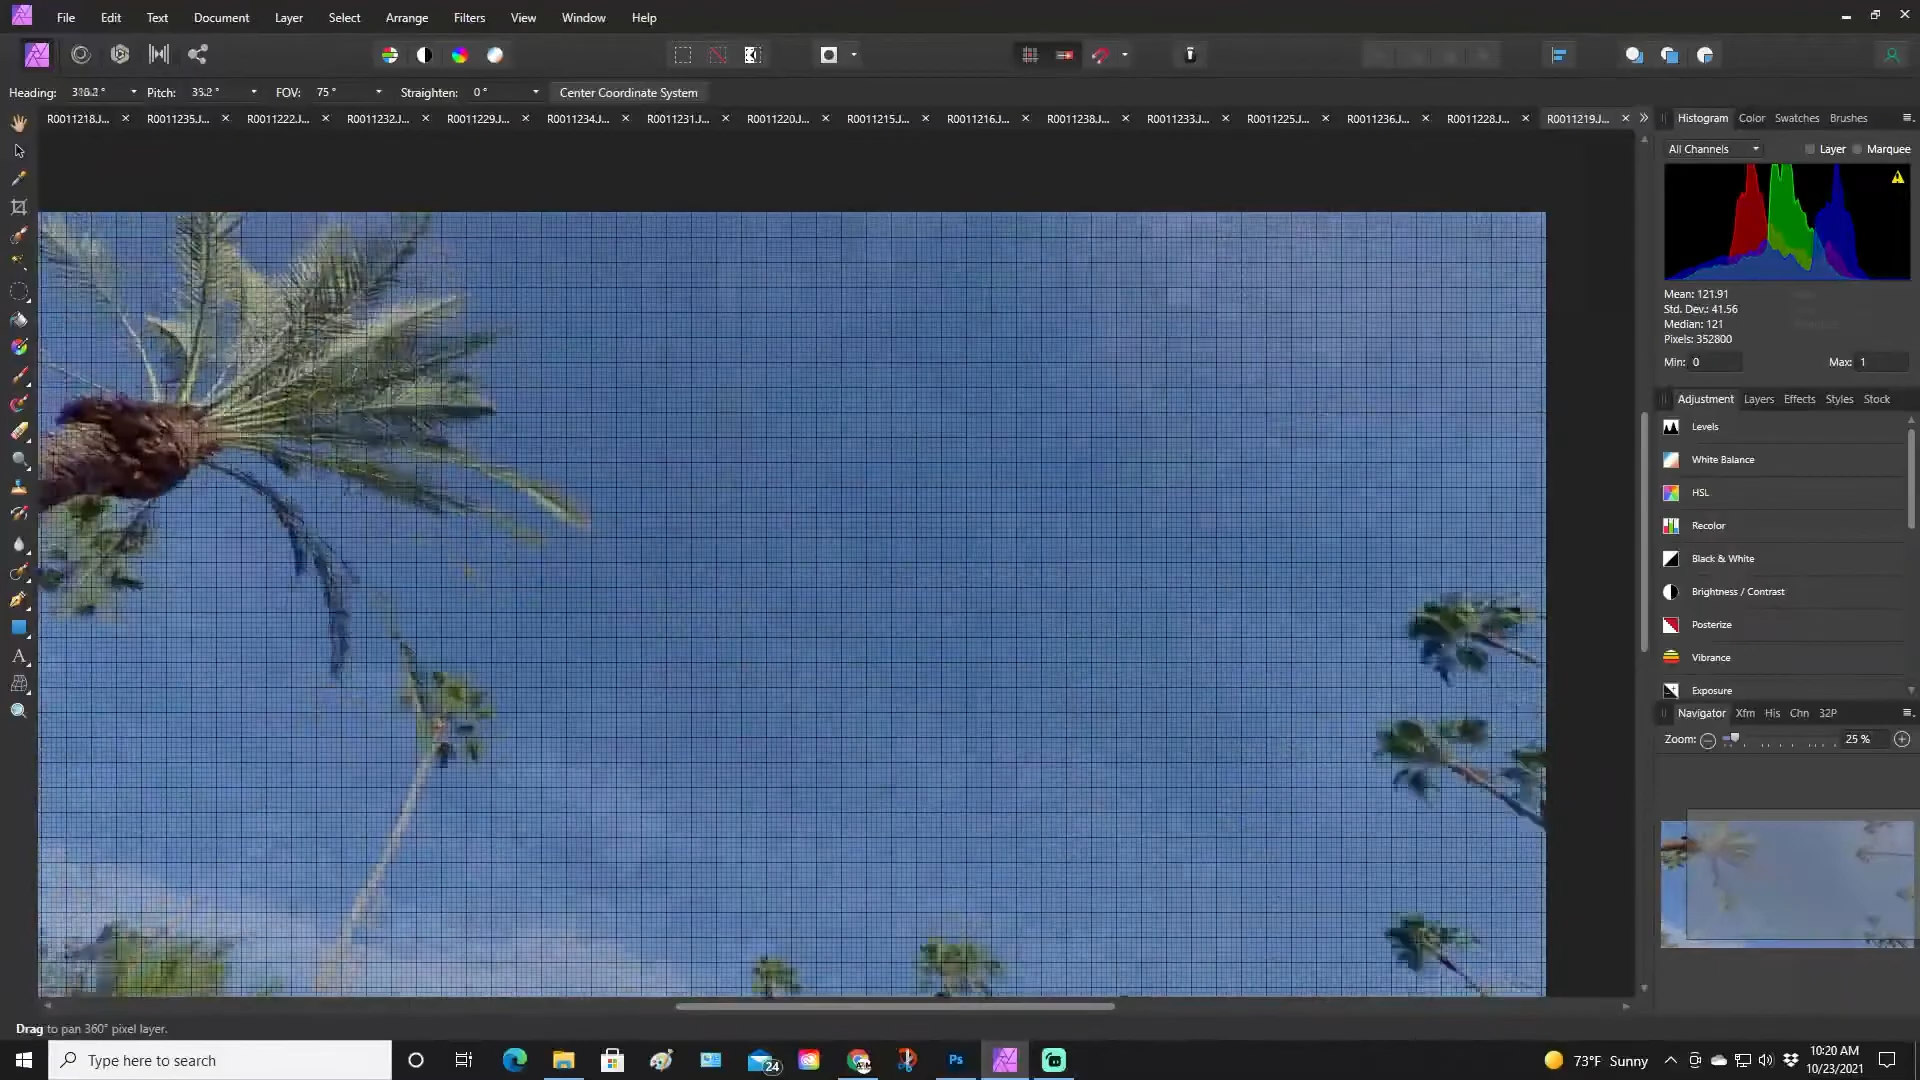 File Edit Text Document Layer Select Arrange Filters View Window Help
Heading: Pitch: 35.2 ° FOV: 75 ° Straighten: 0 ° Center Coordinate System
R0011218.J... R0011235.J... R0011222.J... R0011232.J... R0011229.J... R0011234.J... R0011231.J... R0011220.J... R0011215.J... R0011216.J... R0011238.J... R0011233.J... R0011225.J... R0011236.J... R0011228.J... R0011219.J...
Histogram Color Swatches Brushes
All Channels Layer Marquee
Mean: 121.91
Std. Dev.: 41.56
Median: 121
Pixels: 352800
Min: 0 Max: 1
Adjustment Layers Effects Styles Stock
Levels
White Balance
HSL
Recolor
Black & White
Brightness / Contrast
Posterize
Vibrance
Exposure
Navigator Xfm His Chn 32P
Zoom: 25 %
Drag to pan 360° pixel layer.
Type here to search
24
Ps
73°F Sunny
10:20 AM
10/23/2021